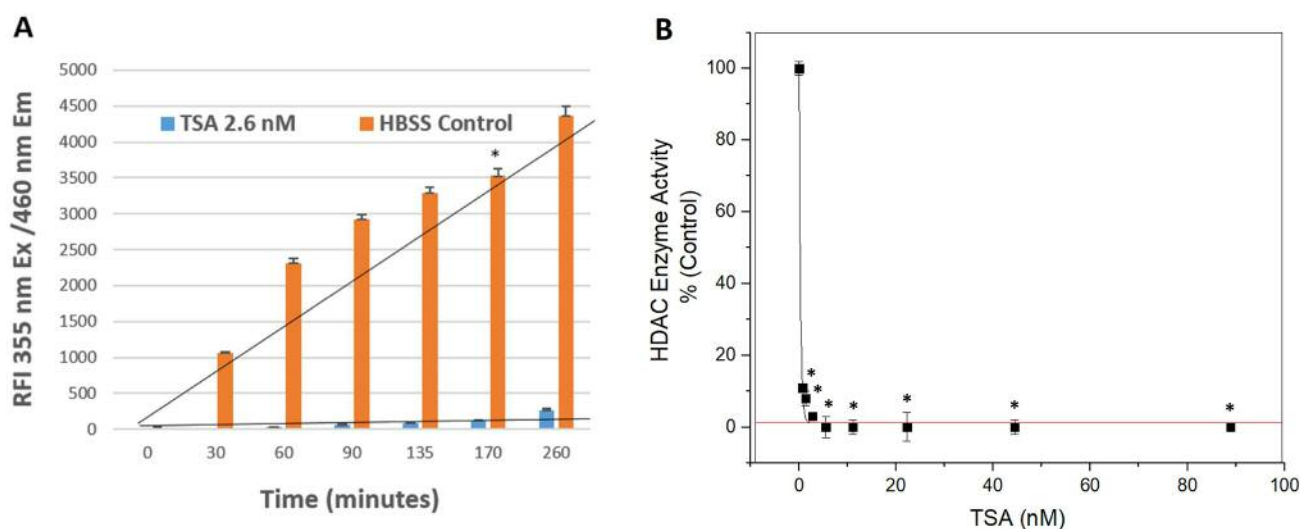 A
5000
4500
4000
3500
3000
2500
2000
1500
1000
500
0
RFI 355 nm Ex /460 nm Em
TSA 2.6 nM HBSS Control
*
0 30 60 90 135 170 260
Time (minutes)
B
100
80
60
40
20
0
HDAC Enzyme Actvity
% (Control)
* * * * * * *
0 20 40 60 80 100
TSA (nM)